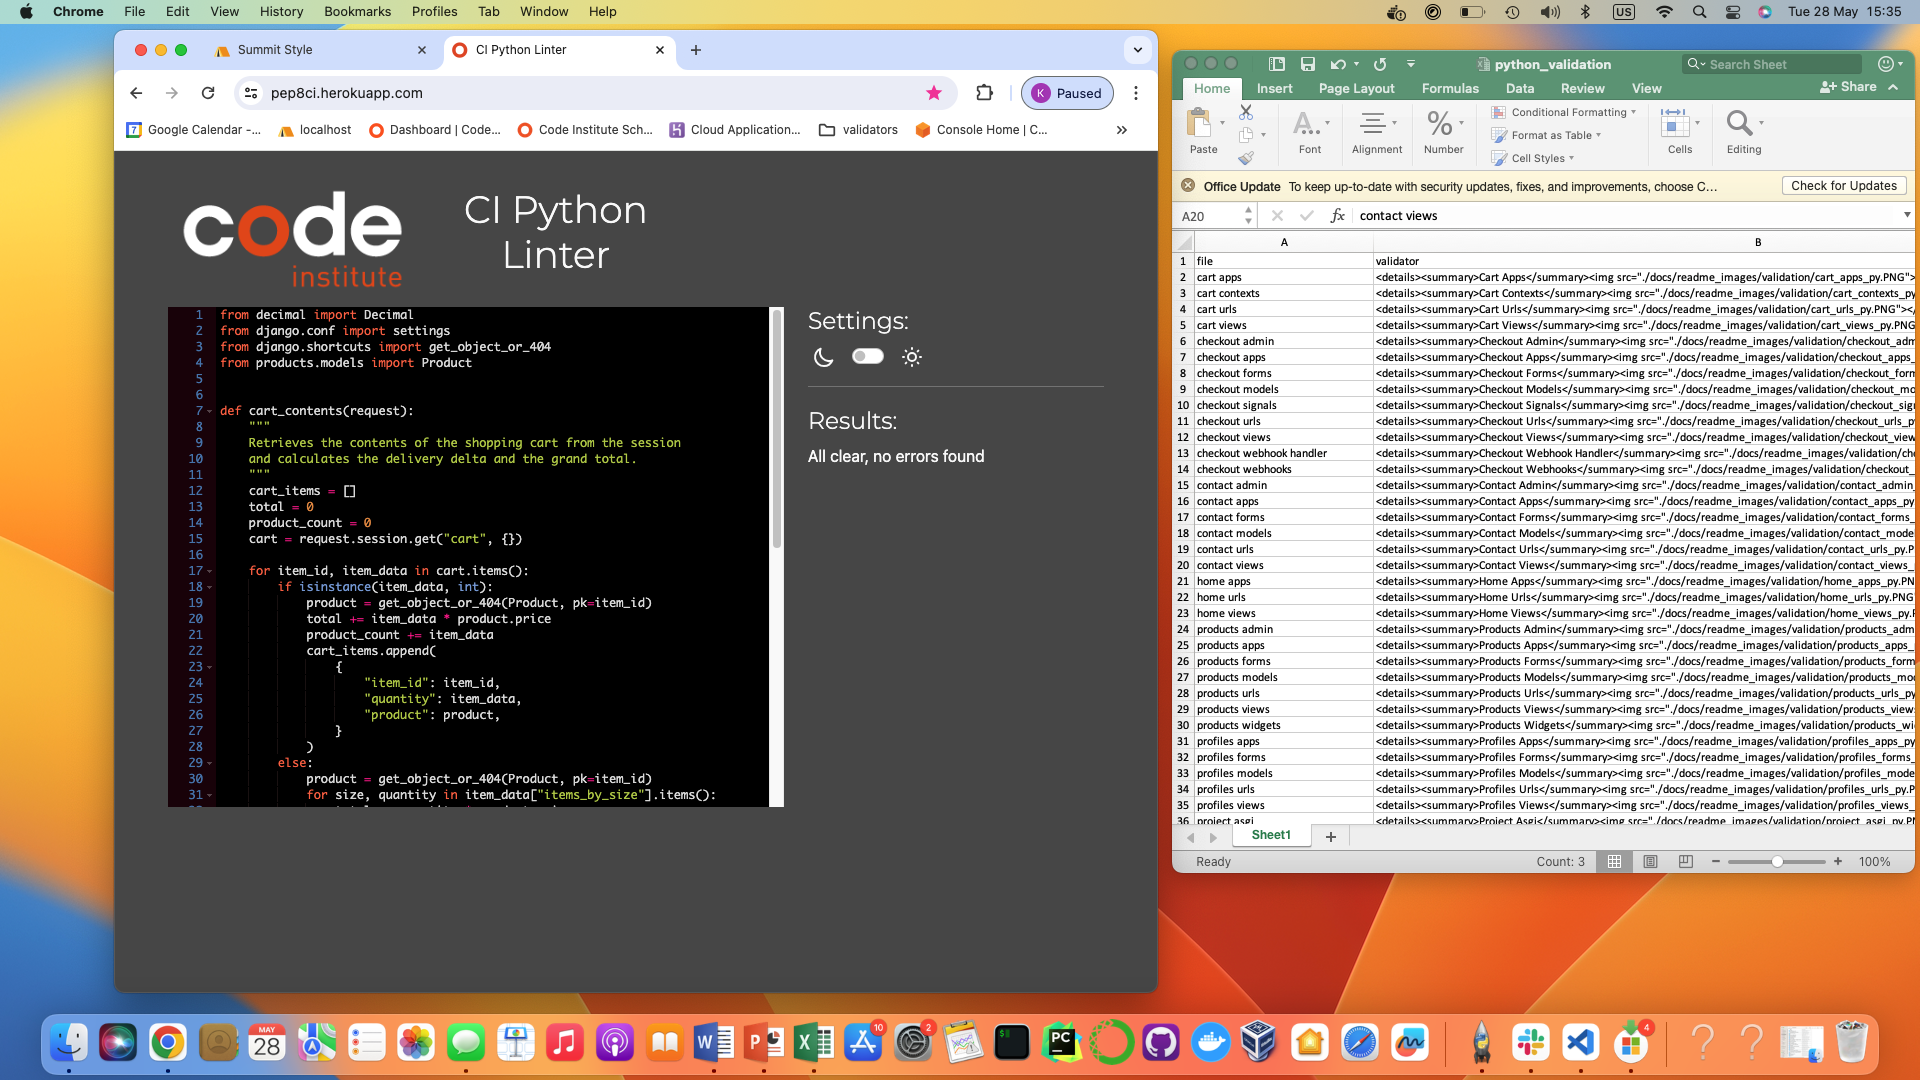 Chrome File Edit View History Bookmarks Profiles Tab Window Help
US Tue 28 May 15:35
Summit Style
CI Python Linter
pep8ci.herokuapp.com
K Paused
7 Google Calendar -...
localhost
Dashboard | Code...
Code Institute Sch...
Cloud Application...
validators
Console Home | C...
»
code
institute
CI Python
Linter
1 from decimal import Decimal
2 from django.conf import settings
3 from django.shortcuts import get_object_or_404
4 from products.models import Product
5
6
7 def cart_contents(request):
8 """
9 Retrieves the contents of the shopping cart from the session
10 and calculates the delivery delta and the grand total.
11 """
12 cart_items = []
13 total = 0
14 product_count = 0
15 cart = request.session.get("cart", {})
16
17 for item_id, item_data in cart.items():
18 if isinstance(item_data, int):
19 product = get_object_or_404(Product, pk=item_id)
20 total += item_data * product.price
21 product_count += item_data
22 cart_items.append(
23 {
24 "item_id": item_id,
25 "quantity": item_data,
26 "product": product,
27 }
28 )
29 else:
30 product = get_object_or_404(Product, pk=item_id)
31 for size, quantity in item_data["items_by_size"].items():
Settings:
Results:
All clear, no errors found
python_validation
Search Sheet
Home Insert Page Layout Formulas Data Review View
Share
Paste
Font
Alignment
Number
Conditional Formatting
Format as Table
Cell Styles
Cells
Editing
Office Update To keep up-to-date with security updates, fixes, and improvements, choose C...
Check for Updates
A20 fx contact views
A B
1 file validator
2 cart apps <details><summary>Cart Apps</summary><img src="./docs/readme_images/validation/cart_apps_py.PNG">
3 cart contexts <details><summary>Cart Contexts</summary><img src="./docs/readme_images/validation/cart_contexts_py
4 cart urls <details><summary>Cart Urls</summary><img src="./docs/readme_images/validation/cart_urls_py.PNG"></
5 cart views <details><summary>Cart Views</summary><img src="./docs/readme_images/validation/cart_views_py.PNG
6 checkout admin <details><summary>Checkout Admin</summary><img src="./docs/readme_images/validation/checkout_adm
7 checkout apps <details><summary>Checkout Apps</summary><img src="./docs/readme_images/validation/checkout_apps_
8 checkout forms <details><summary>Checkout Forms</summary><img src="./docs/readme_images/validation/checkout_form
9 checkout models <details><summary>Checkout Models</summary><img src="./docs/readme_images/validation/checkout_mo
10 checkout signals <details><summary>Checkout Signals</summary><img src="./docs/readme_images/validation/checkout_sig
11 checkout urls <details><summary>Checkout Urls</summary><img src="./docs/readme_images/validation/checkout_urls_p
12 checkout views <details><summary>Checkout Views</summary><img src="./docs/readme_images/validation/checkout_view
13 checkout webhook handler <details><summary>Checkout Webhook Handler</summary><img src="./docs/readme_images/validation/che
14 checkout webhooks <details><summary>Checkout Webhooks</summary><img src="./docs/readme_images/validation/checkout_
15 contact admin <details><summary>Contact Admin</summary><img src="./docs/readme_images/validation/contact_admin_
16 contact apps <details><summary>Contact Apps</summary><img src="./docs/readme_images/validation/contact_apps_py
17 contact forms <details><summary>Contact Forms</summary><img src="./docs/readme_images/validation/contact_forms_
18 contact models <details><summary>Contact Models</summary><img src="./docs/readme_images/validation/contact_mode
19 contact urls <details><summary>Contact Urls</summary><img src="./docs/readme_images/validation/contact_urls_py.P
20 contact views <details><summary>Contact Views</summary><img src="./docs/readme_images/validation/contact_views_
21 home apps <details><summary>Home Apps</summary><img src="./docs/readme_images/validation/home_apps_py.PN
22 home urls <details><summary>Home Urls</summary><img src="./docs/readme_images/validation/home_urls_py.PNG
23 home views <details><summary>Home Views</summary><img src="./docs/readme_images/validation/home_views_py.F
24 products admin <details><summary>Products Admin</summary><img src="./docs/readme_images/validation/products_adm
25 products apps <details><summary>Products Apps</summary><img src="./docs/readme_images/validation/products_apps_
26 products forms <details><summary>Products Forms</summary><img src="./docs/readme_images/validation/products_form
27 products models <details><summary>Products Models</summary><img src="./docs/readme_images/validation/products_mo
28 products urls <details><summary>Products Urls</summary><img src="./docs/readme_images/validation/products_urls_py
29 products views <details><summary>Products Views</summary><img src="./docs/readme_images/validation/products_view
30 products widgets <details><summary>Products Widgets</summary><img src="./docs/readme_images/validation/products_wi
31 profiles apps <details><summary>Profiles Apps</summary><img src="./docs/readme_images/validation/profiles_apps_py
32 profiles forms <details><summary>Profiles Forms</summary><img src="./docs/readme_images/validation/profiles_forms_
33 profiles models <details><summary>Profiles Models</summary><img src="./docs/readme_images/validation/profiles_mode
34 profiles urls <details><summary>Profiles Urls</summary><img src="./docs/readme_images/validation/profiles_urls_py.P
35 profiles views <details><summary>Profiles Views</summary><img src="./docs/readme_images/validation/profiles_views_
36 project asgi <details><summary>Project Asgi</summary><img src="./docs/readme_images/validation/project_asgi_py.PN
Sheet1
Ready Count: 3 100%
MAY
28
W
P
X
10
2
PC
4